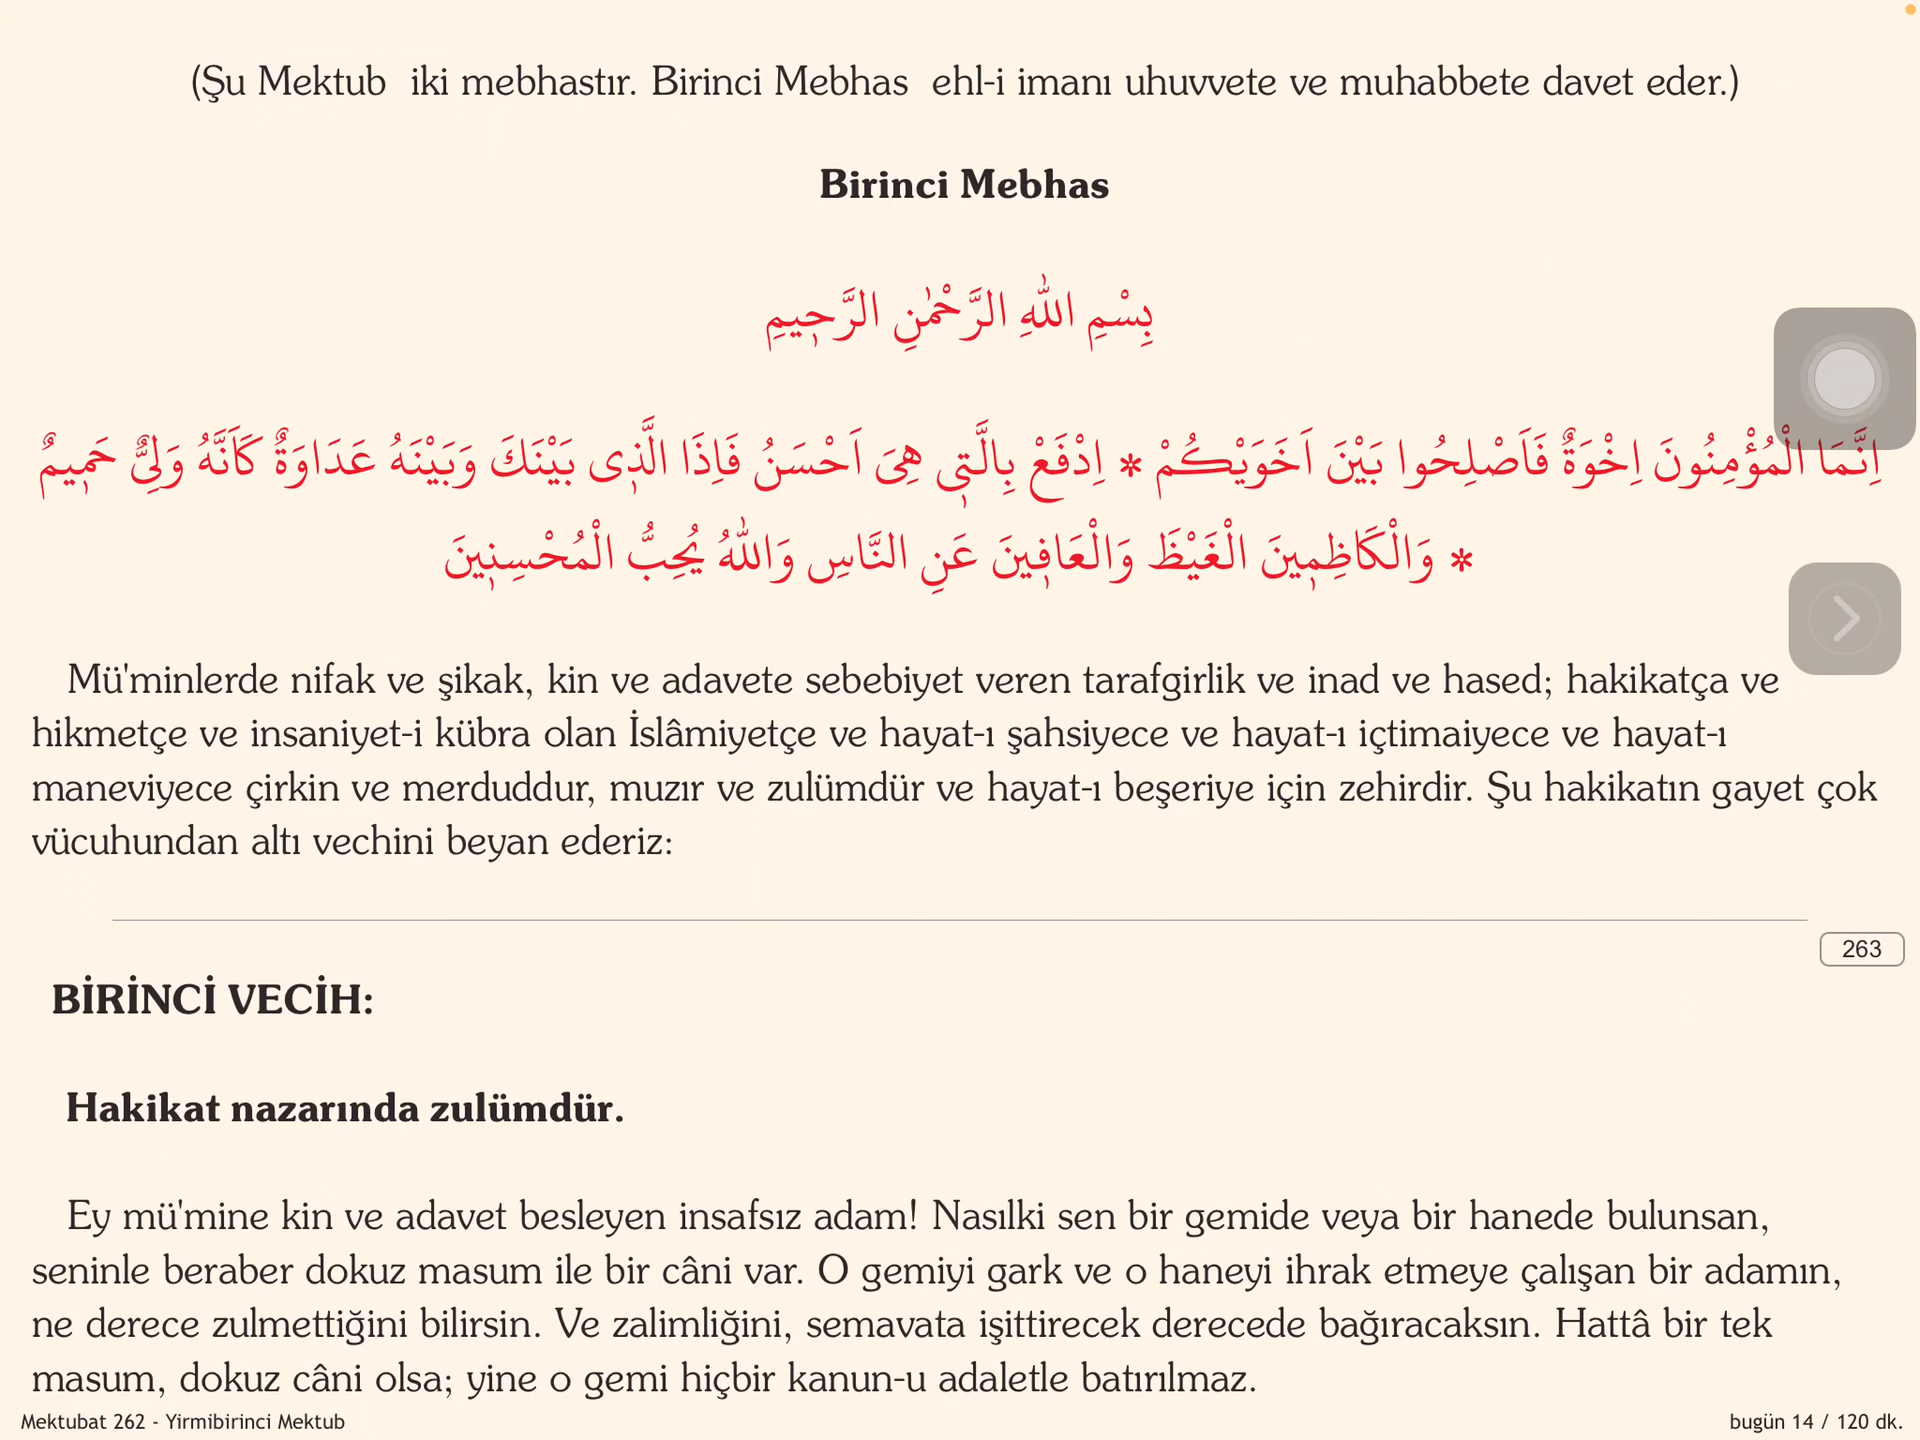 (Şu Mektub iki mebhastır. Birinci Mebhas ehl-i imanı uhuvvete ve muhabbete davet eder.)
Birinci Mebhas
بِسْمِ اللّٰهِ الرَّحْمٰنِ الرَّحٖيمِ
اِنَّمَا الْمُؤْمِنُونَ اِخْوَةٌ فَاَصْلِحُوا بَيْنَ اَخَوَيْكُمْ * اِدْفَعْ بِالَّتٖى هِىَ اَحْسَنُ فَاِذَا الَّذٖى بَيْنَكَ وَبَيْنَهُ عَدَاوَةٌ كَاَنَّهُ وَلِىٌّ حَمٖيمٌ
* وَالْكَاظِمٖينَ الْغَيْظَ وَالْعَافٖينَ عَنِ النَّاسِ وَاللّٰهُ يُحِبُّ الْمُحْسِنٖينَ
Mü'minlerde nifak ve şikak, kin ve adavete sebebiyet veren tarafgirlik ve inad ve hased; hakikatça ve
hikmetçe ve insaniyet-i kübra olan İslâmiyetçe ve hayat-ı şahsiyece ve hayat-ı içtimaiyece ve hayat-ı
maneviyece çirkin ve merduddur, muzır ve zulümdür ve hayat-ı beşeriye için zehirdir. Şu hakikatın gayet çok
vücuhundan altı vechini beyan ederiz:
263
BİRİNCİ VECİH:
Hakikat nazarında zulümdür.
Ey mü'mine kin ve adavet besleyen insafsız adam! Nasılki sen bir gemide veya bir hanede bulunsan,
seninle beraber dokuz masum ile bir câni var. O gemiyi gark ve o haneyi ihrak etmeye çalışan bir adamın,
ne derece zulmettiğini bilirsin. Ve zalimliğini, semavata işittirecek derecede bağıracaksın. Hattâ bir tek
masum, dokuz câni olsa; yine o gemi hiçbir kanun-u adaletle batırılmaz.
Mektubat 262 - Yirmibirinci Mektub
bugün 14 / 120 dk.